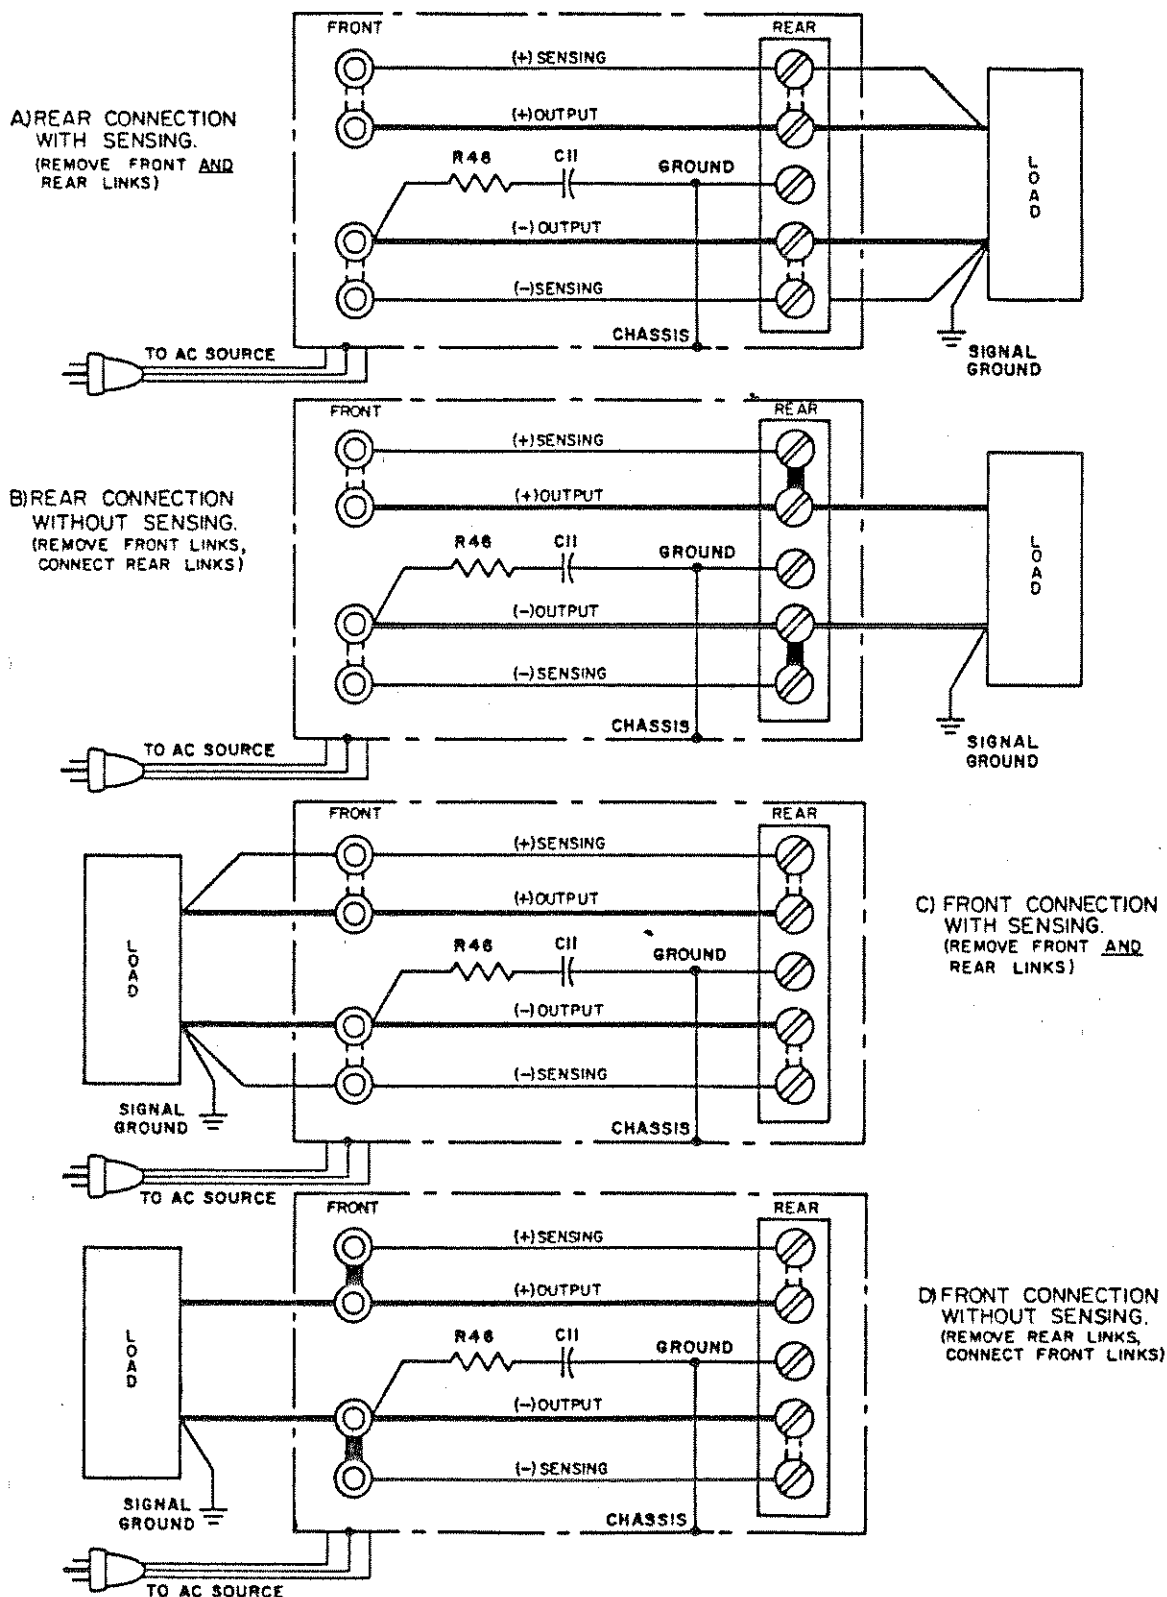 FRONT
REAR
(+) SENSING
A) REAR CONNECTION
WITH SENSING.
(REMOVE FRONT AND
REAR LINKS)
(+) OUTPUT
R46
C11
GROUND
(-) OUTPUT
(-) SENSING
LOAD
CHASSIS
TO AC SOURCE
SIGNAL
GROUND
FRONT
REAR
(+) SENSING
B) REAR CONNECTION
WITHOUT SENSING.
(REMOVE FRONT LINKS,
CONNECT REAR LINKS)
(+) OUTPUT
R46
C11
GROUND
(-) OUTPUT
(-) SENSING
LOAD
CHASSIS
TO AC SOURCE
SIGNAL
GROUND
FRONT
REAR
(+) SENSING
(+) OUTPUT
C) FRONT CONNECTION
WITH SENSING.
(REMOVE FRONT AND
REAR LINKS)
LOAD
R46
C11
GROUND
(-) OUTPUT
(-) SENSING
SIGNAL
GROUND
CHASSIS
TO AC SOURCE
FRONT
REAR
(+) SENSING
(+) OUTPUT
D) FRONT CONNECTION
WITHOUT SENSING.
(REMOVE REAR LINKS,
CONNECT FRONT LINKS)
LOAD
R46
C11
GROUND
(-) OUTPUT
(-) SENSING
SIGNAL
GROUND
CHASSIS
TO AC SOURCE